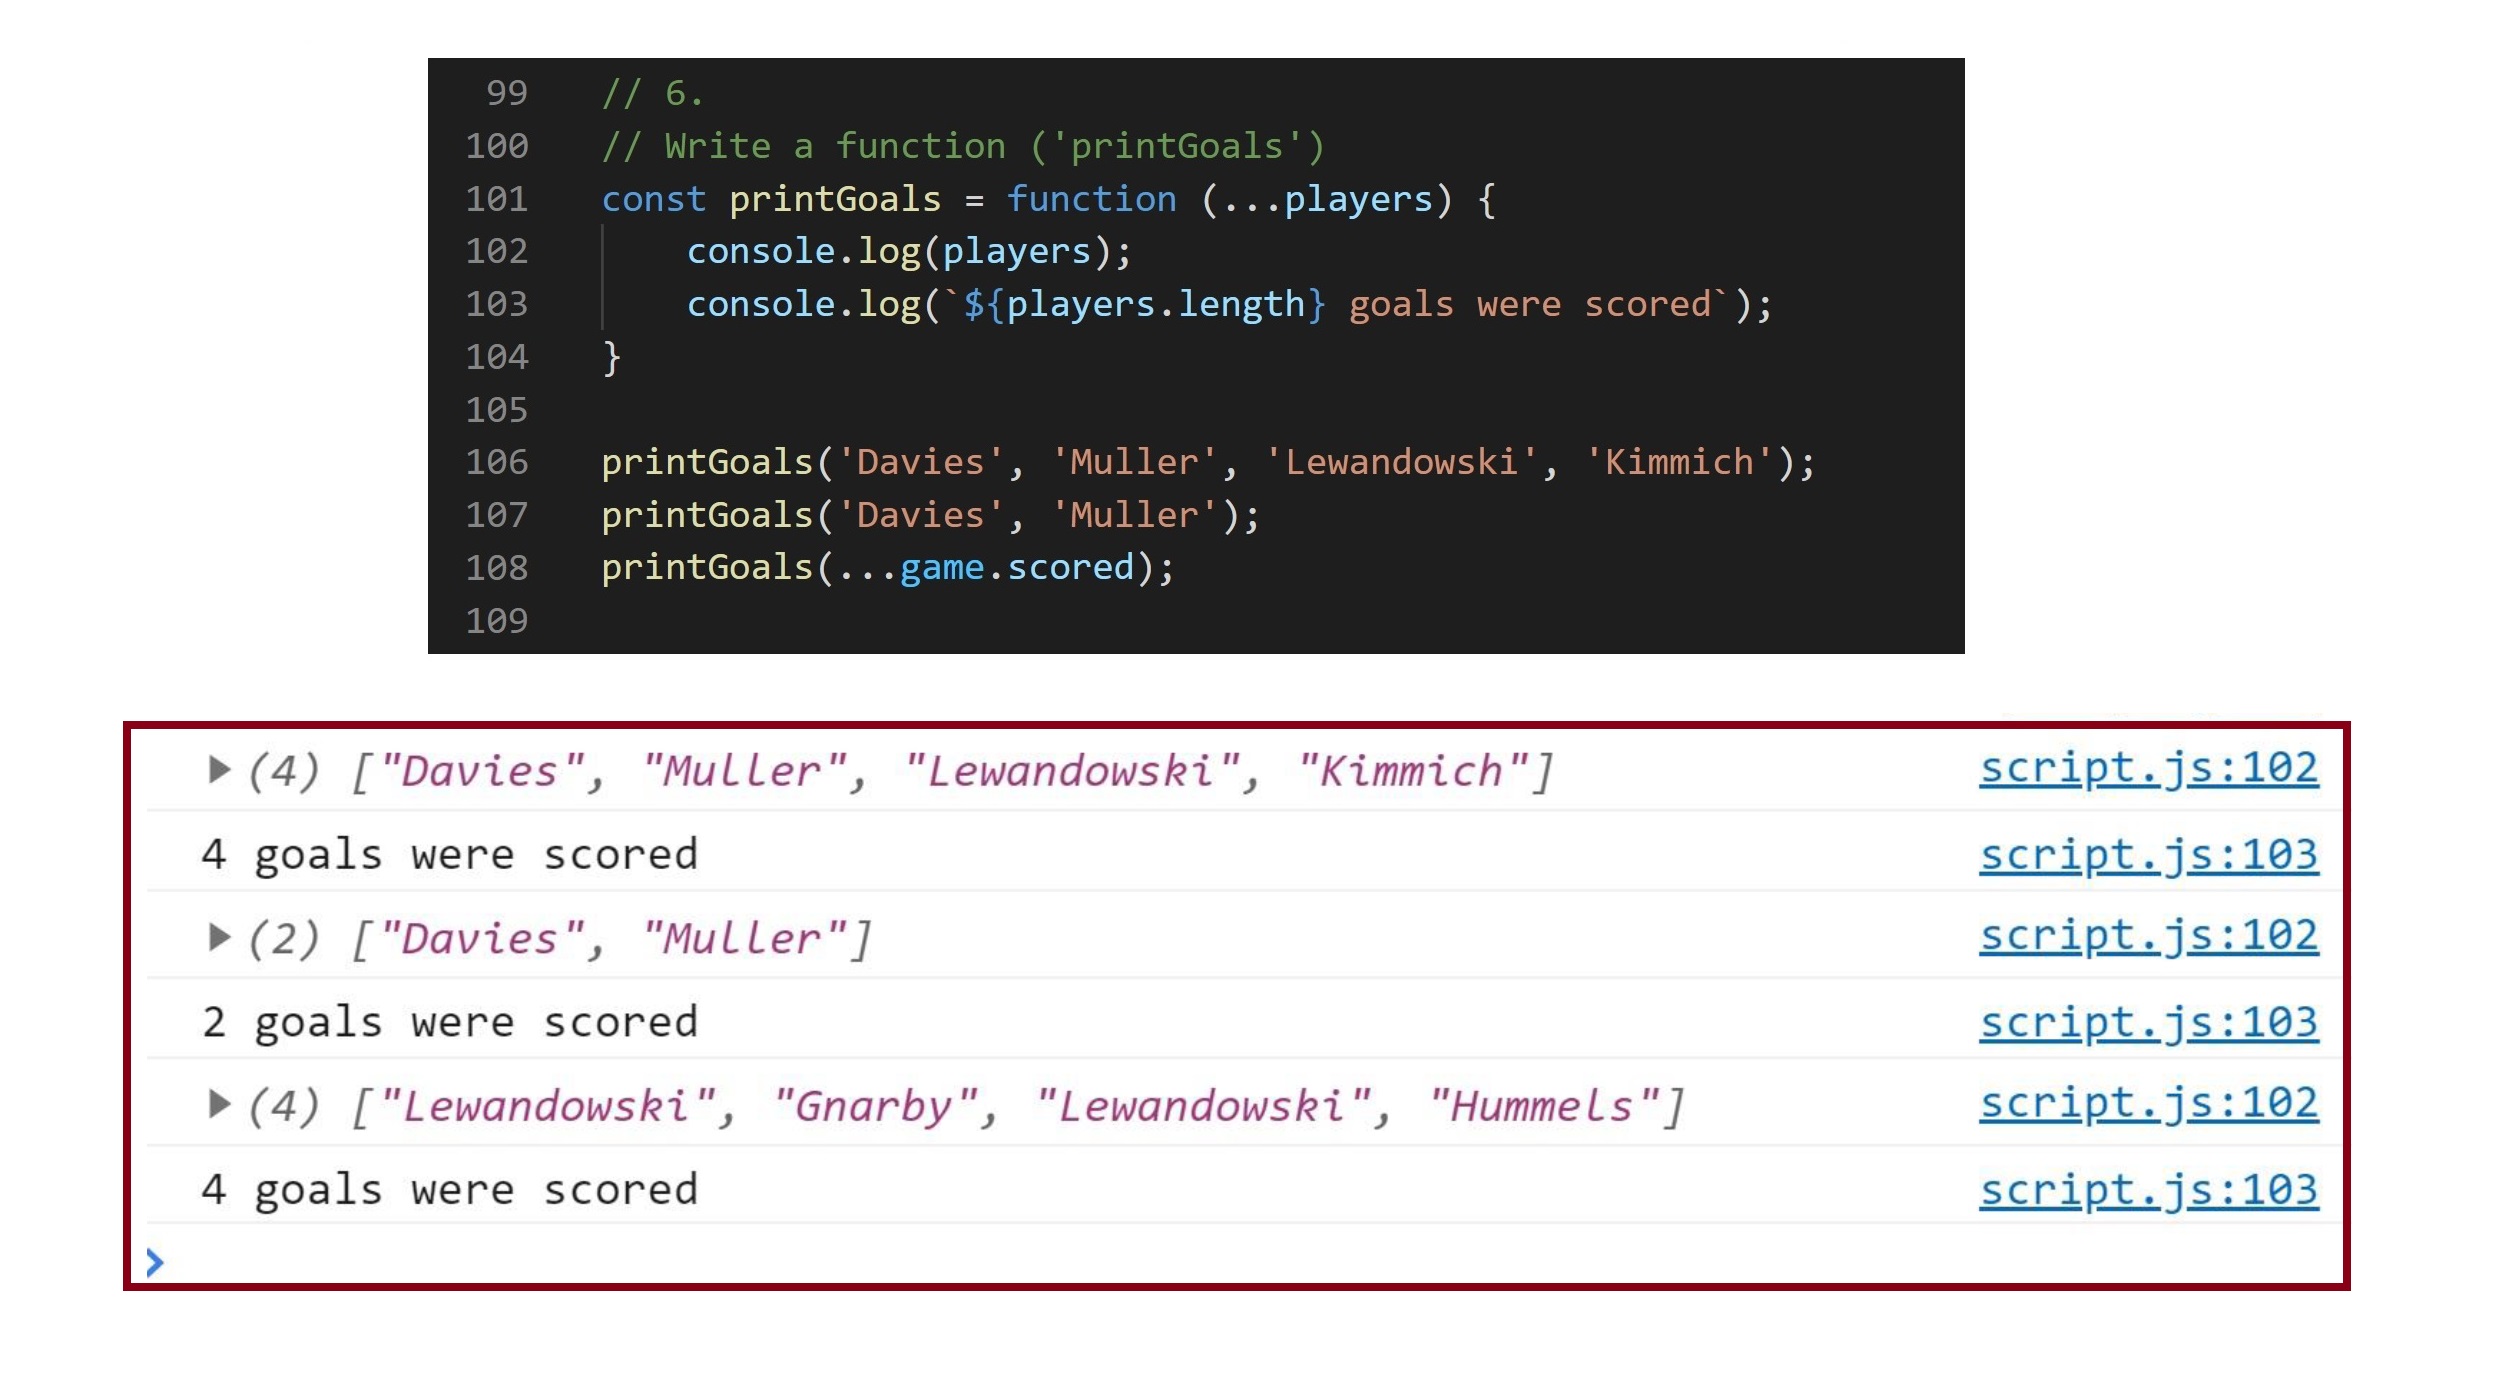 99 // 6.
100 // Write a function ('printGoals')
101 const printGoals = function (...players) {
102 console.log(players);
103 console.log(`${players.length} goals were scored`);
104 }
105
106 printGoals('Davies', 'Muller', 'Lewandowski', 'Kimmich');
107 printGoals('Davies', 'Muller');
108 printGoals(...game.scored);
109
▶(4) ["Davies", "Muller", "Lewandowski", "Kimmich"] script.js:102
4 goals were scored script.js:103
▶(2) ["Davies", "Muller"] script.js:102
2 goals were scored script.js:103
▶(4) ["Lewandowski", "Gnarby", "Lewandowski", "Hummels"] script.js:102
4 goals were scored script.js:103
>